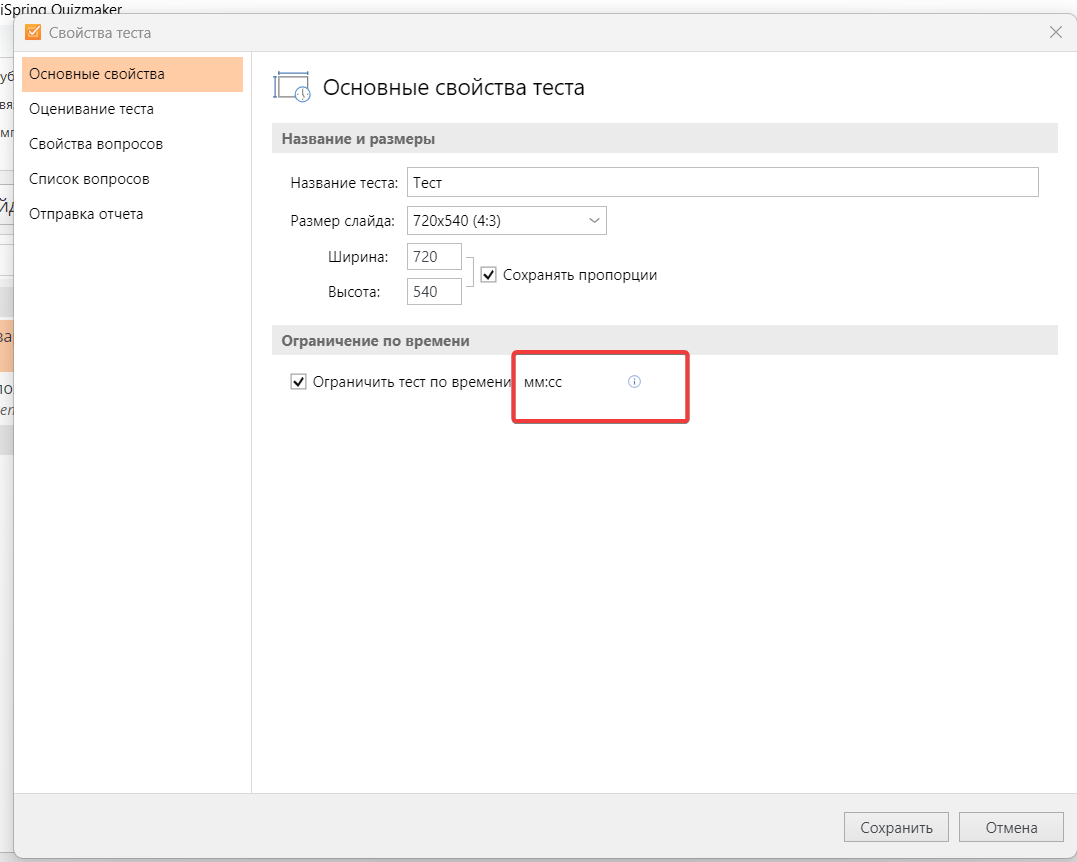 iSpring Quizmaker
Свойства теста
Основные свойства
Оценивание теста
Свойства вопросов
Список вопросов
Отправка отчета
Основные свойства теста
Название и размеры
Название теста: Тест
Размер слайда: 720x540 (4:3)
Ширина: 720
Сохранять пропорции
Высота: 540
Ограничение по времени
Ограничить тест по времени мм:сс
Сохранить Отмена